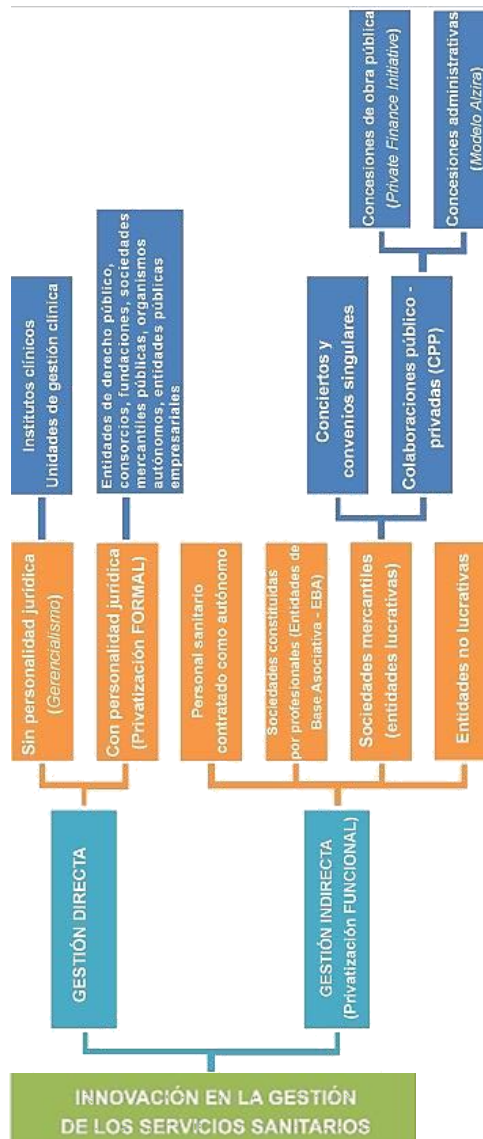 INNOVACIÓN EN LA GESTIÓN
DE LOS SERVICIOS SANITARIOS
GESTIÓN DIRECTA
Sin personalidad jurídica
(Gerencialismo)
Institutos clínicos
Unidades de gestión clínica
Con personalidad jurídica
(Privatización FORMAL)
Entidades de derecho público,
consorcios, fundaciones, sociedades
mercantiles públicas, organismos
autónomos, entidades públicas
empresariales
GESTIÓN INDIRECTA
(Privatización FUNCIONAL)
Personal sanitario
contratado como autónomo
Sociedades constituidas
por profesionales (Entidades de
Base Asociative - EBA)
Sociedades mercantiles
(entidades lucrativas)
Conciertos y
convenios singulares
Colaboraciones público -
privadas (CPP)
Concesiones de obra pública
(Private Finance Initiative)
Concesiones administrativas
(Modelo Alzira)
Entidades no lucrativas